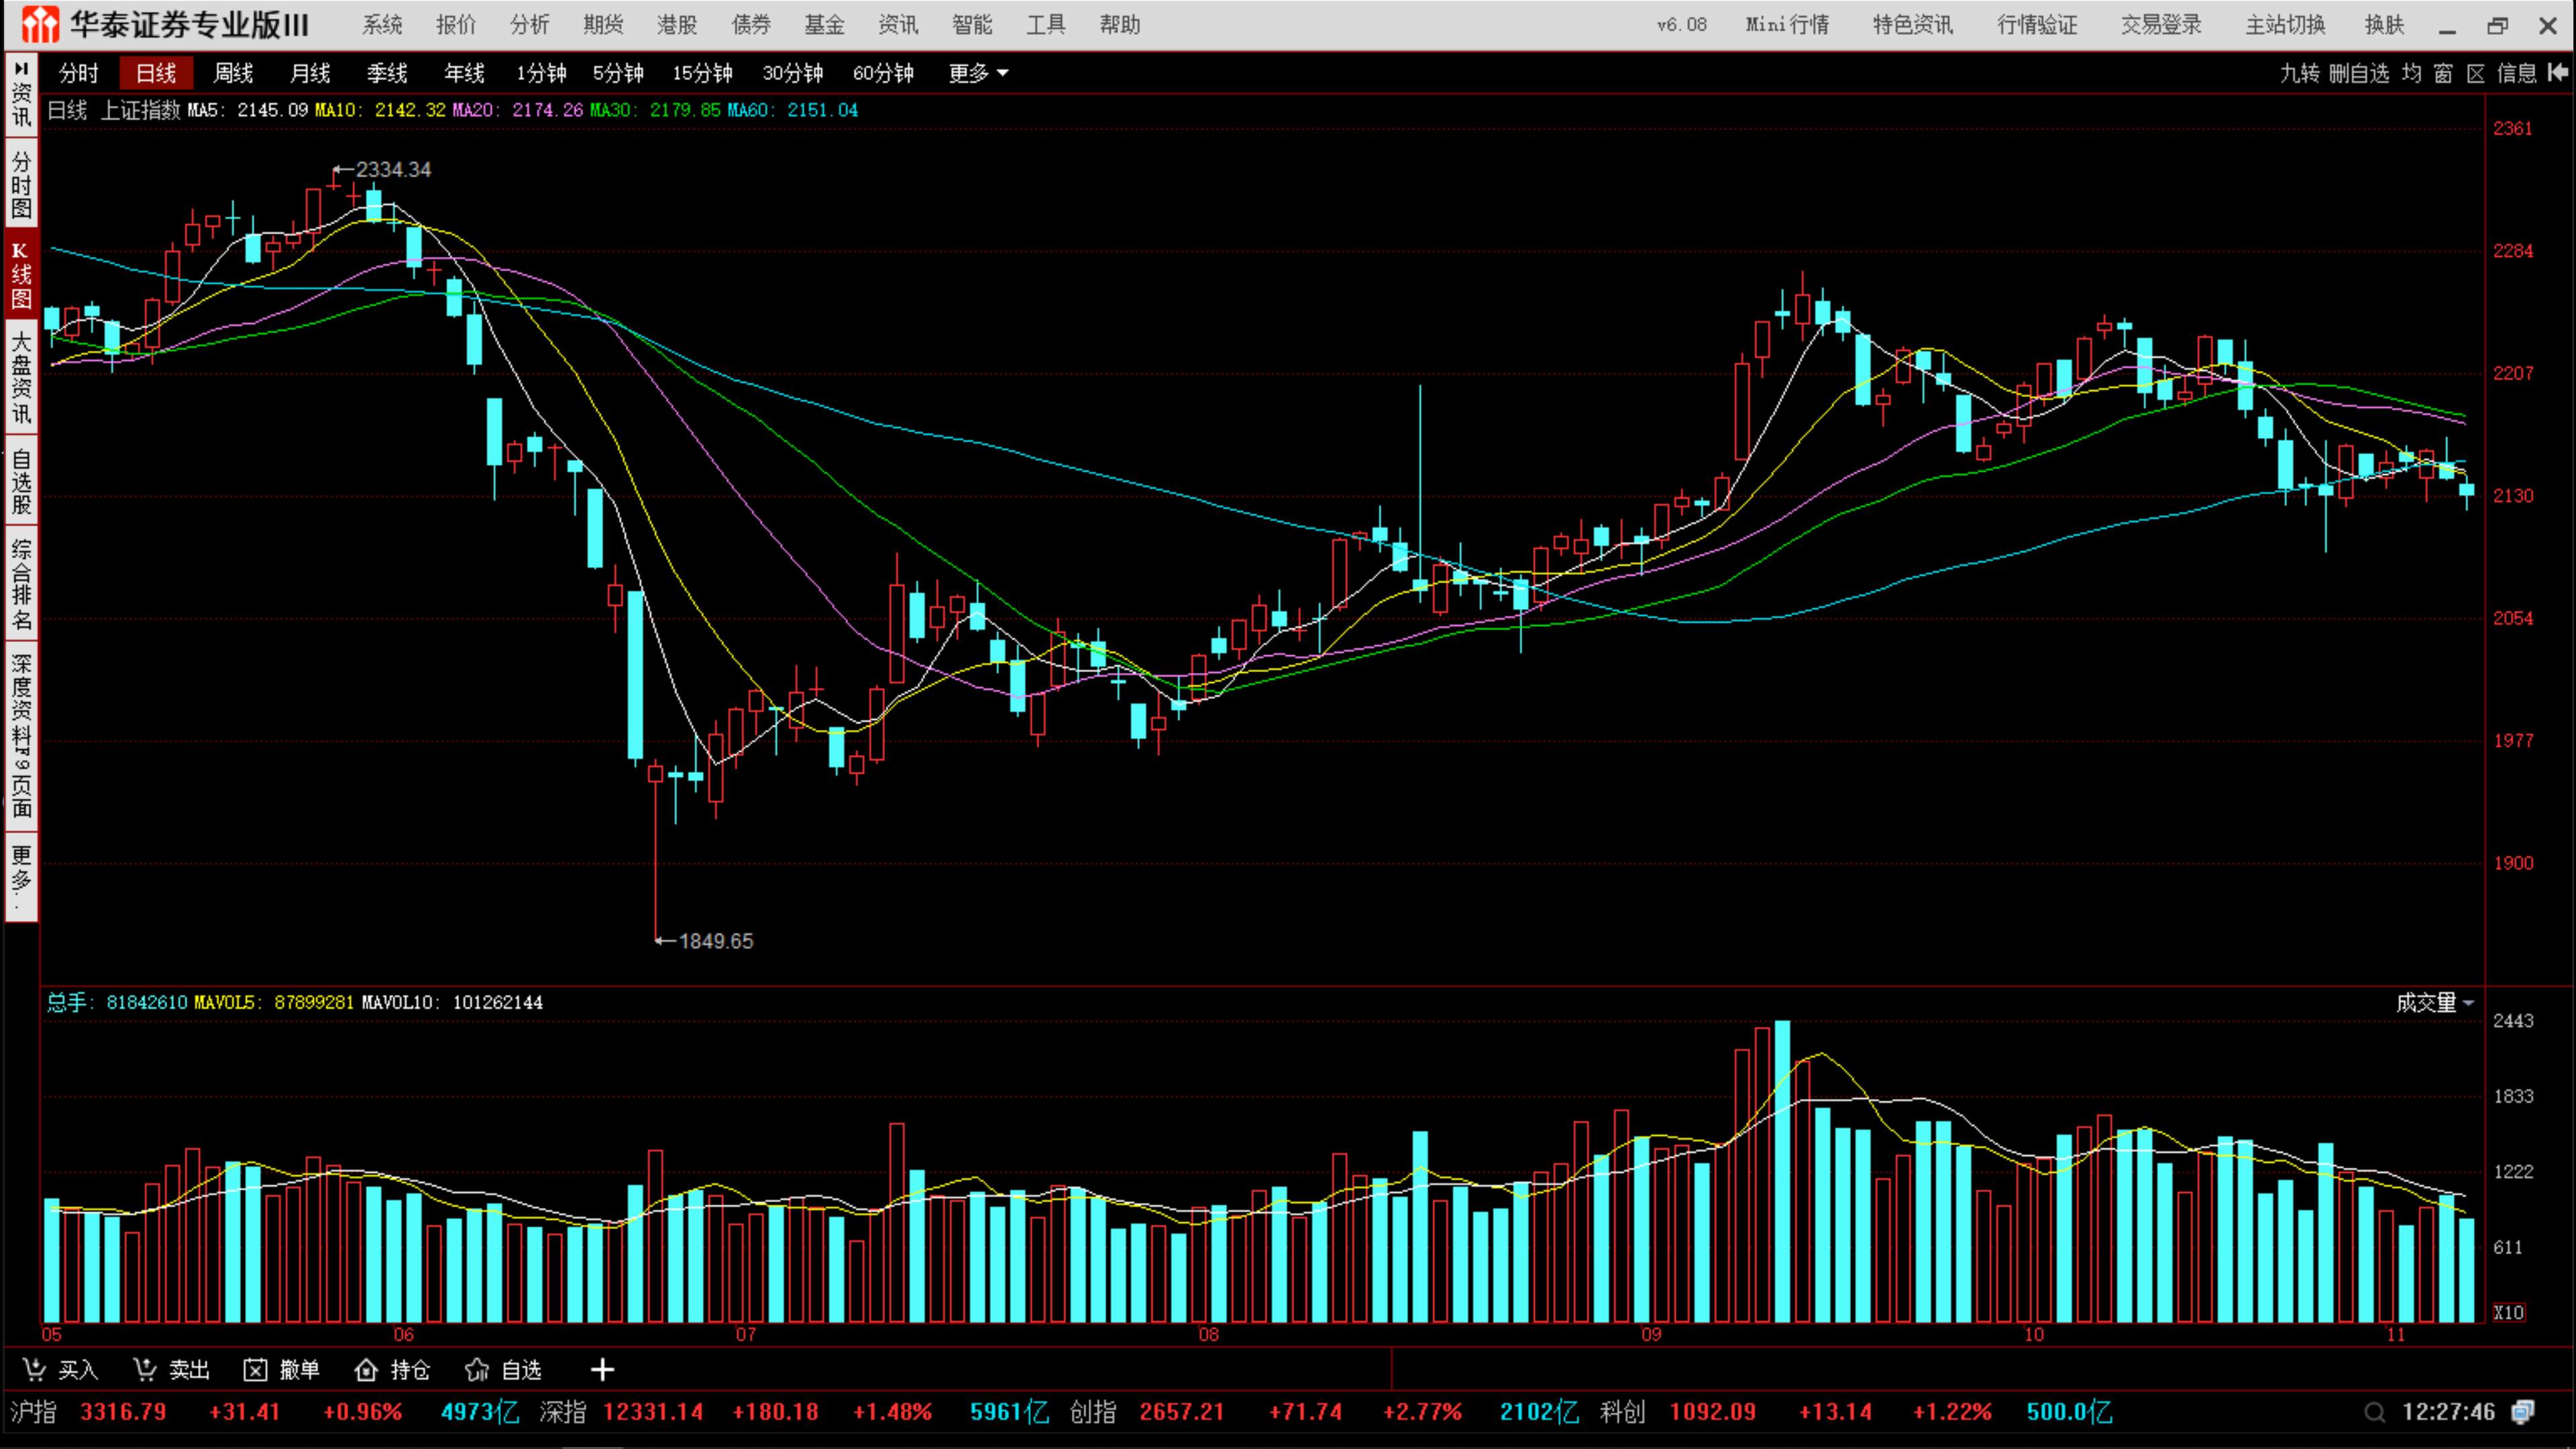 华泰证券专业版III 系统 报价 分析 期货 港股 债券 基金 资讯 智能 工具 帮助 v6.08 Mini行情 特色资讯 行情验证 交易登录 主站切换 换肤
分时 日线 周线 月线 季线 年线 1分钟 5分钟 15分钟 30分钟 60分钟 更多 九转 删自选 均 窗 区 信息
日线 上证指数 MA5: 2145.09 MA10: 2142.32 MA20: 2174.26 MA30: 2179.85 MA60: 2151.04
资讯
分时图
K线图
大盘资讯
自选股
综合排名
深度资料F9页面
更多..
2334.34
1849.65
2361
2284
2207
2130
2054
1977
1900
总手: 81842610 MAVOL5: 87899281 MAVOL10: 101262144 成交量
2443
1833
1222
611
X10
05 06 07 08 09 10 11
买入 卖出 撤单 持仓 自选 +
沪指 3316.79 +31.41 +0.96% 4973亿 深指 12331.14 +180.18 +1.48% 5961亿 创指 2657.21 +71.74 +2.77% 2102亿 科创 1092.09 +13.14 +1.22% 500.0亿 12:27:46